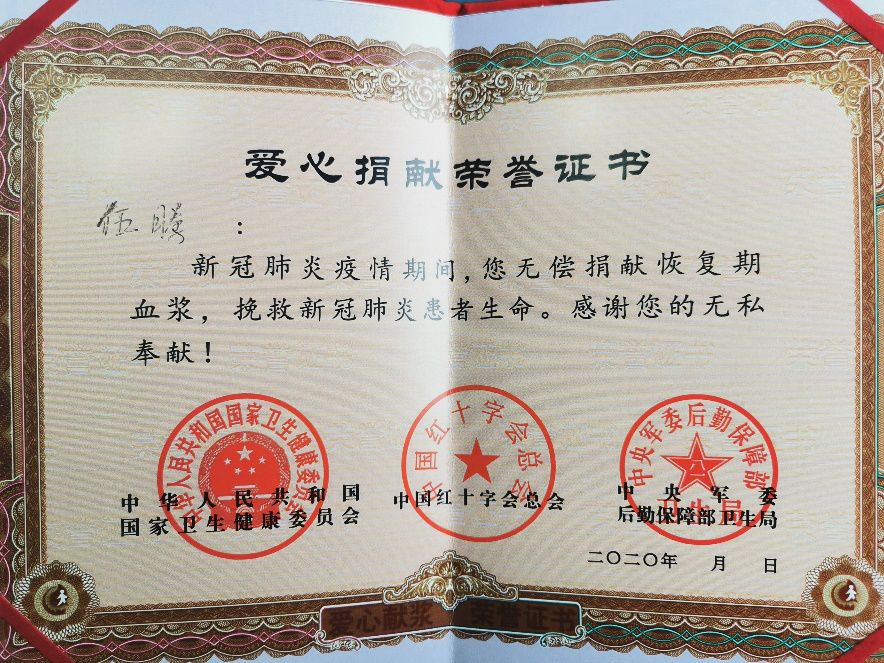 爱心捐献荣誉证书
伍腾：
新冠肺炎疫情期间，您无偿捐献恢复期
血浆，挽救新冠肺炎患者生命。感谢您的无私
奉献！
中华人民共和国国家卫生健康委员会
中国红十字会总会
中央军委后勤保障部
卫生局
中华人民共和国
国家卫生健康委员会
中国红十字会总会
中央军委
后勤保障部卫生局
二〇二〇年 月 日
爱心献浆 荣誉证书